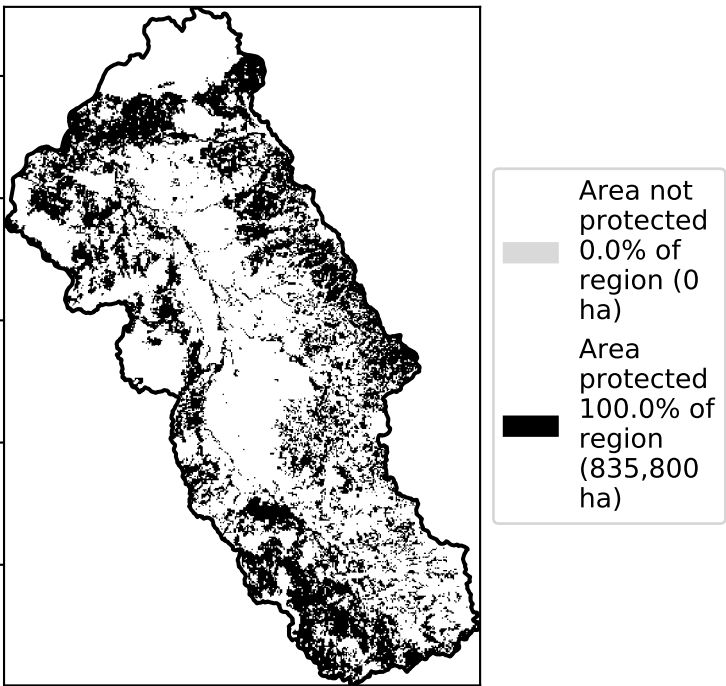 Area not
protected
0.0% of
region (0
ha)
Area
protected
100.0% of
region
(835,800
ha)